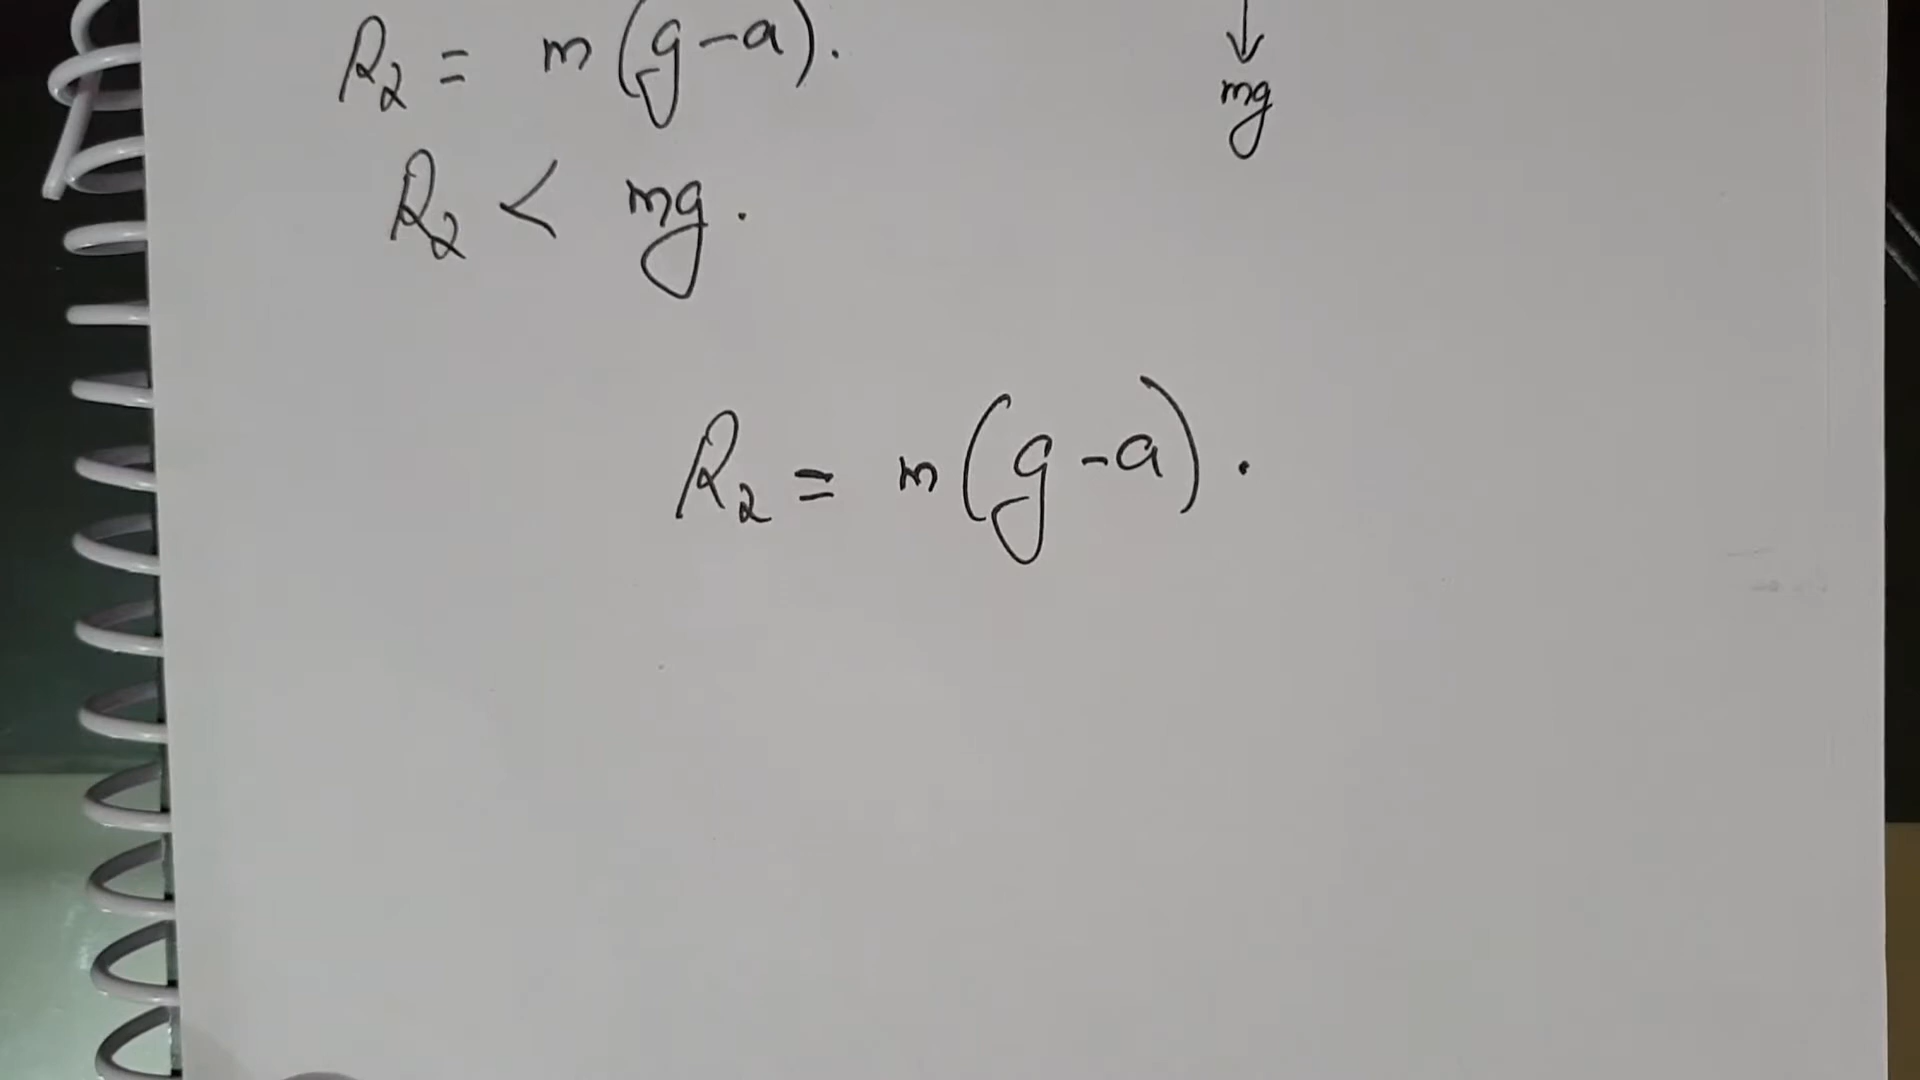 R₂ = m(g-a).
↓
mg
R₂ < mg.
R₂ = m(g-a).